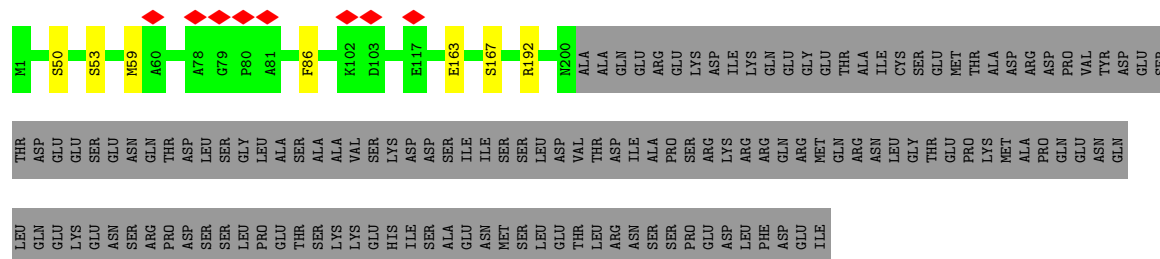 M1 S50 S53 M59 A60 A78 G79 P80 A81 F86 K102 D103 E117 E163 S167 R192 N200 ALA ALA GLN GLU ARG GLU LYS ASP ILE LYS GLN GLU GLY GLU THR ALA ILE CYS SER GLU MET THR ALA ASP ARG ASP PRO VAL TYR ASP GLU SER
THR ASP GLU GLU SER GLU ASN GLN THR ASP LEU SER GLY LEU ALA SER ALA ALA VAL SER LYS ASP ASP SER ILE ILE SER SER LEU ASP VAL THR ASP ILE ALA PRO SER ARG LYS ARG ARG GLN ARG MET GLN ARG ASN LEU GLY THR GLU PRO LYS MET ALA PRO GLN GLU ASN GLN
LEU GLN GLU LYS GLU ASN SER ARG PRO ASP SER SER LEU PRO GLU THR SER LYS LYS GLU HIS ILE SER ALA GLU ASN MET SER LEU GLU THR LEU ARG ASN SER SER PRO GLU ASP LEU PHE ASP GLU ILE